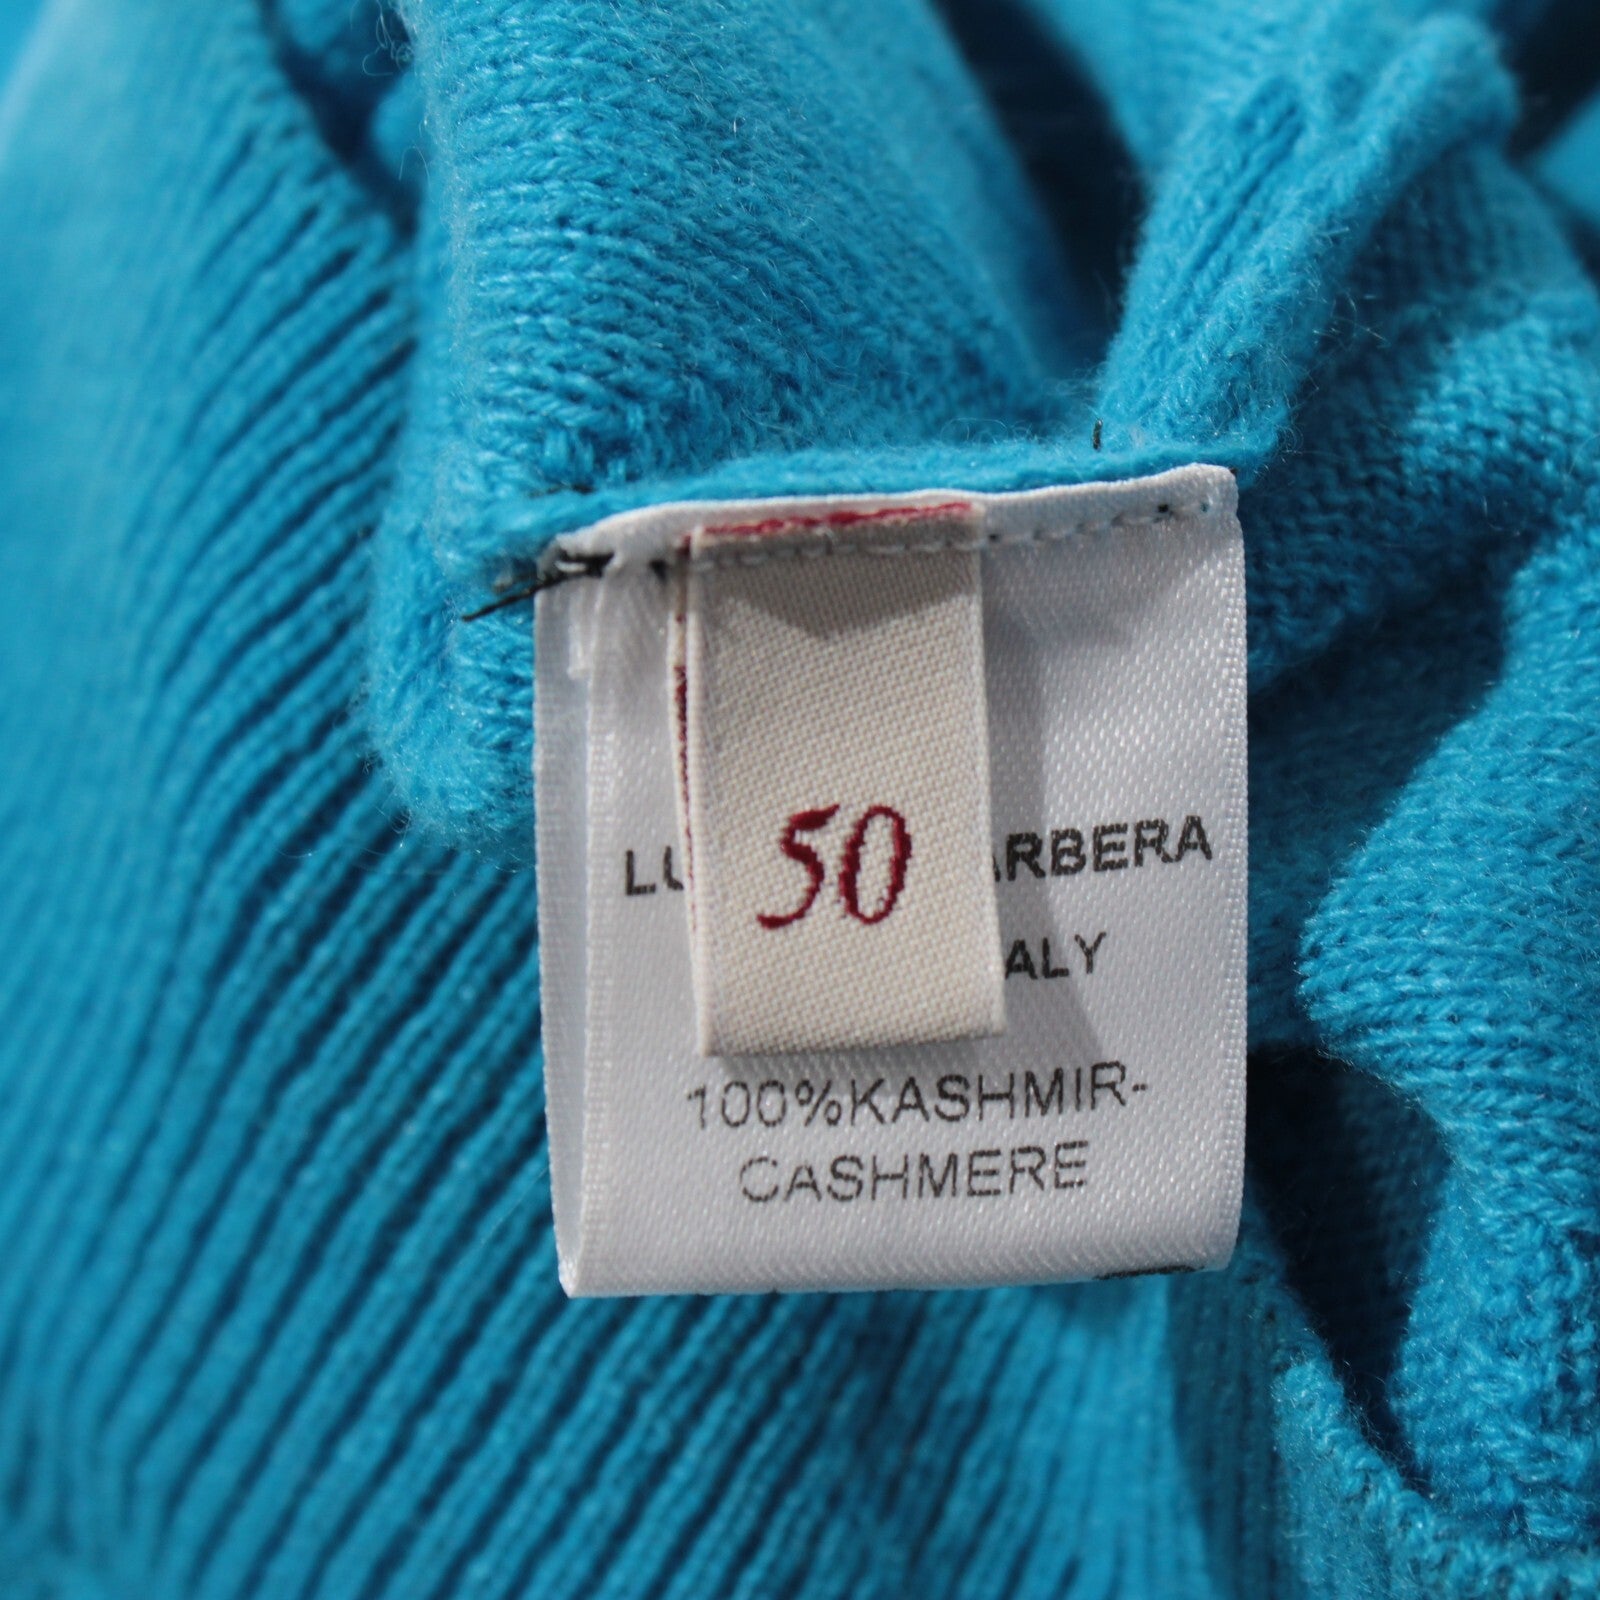 50
LU ARBERA
ALY
100%KASHMIR-
CASHMERE